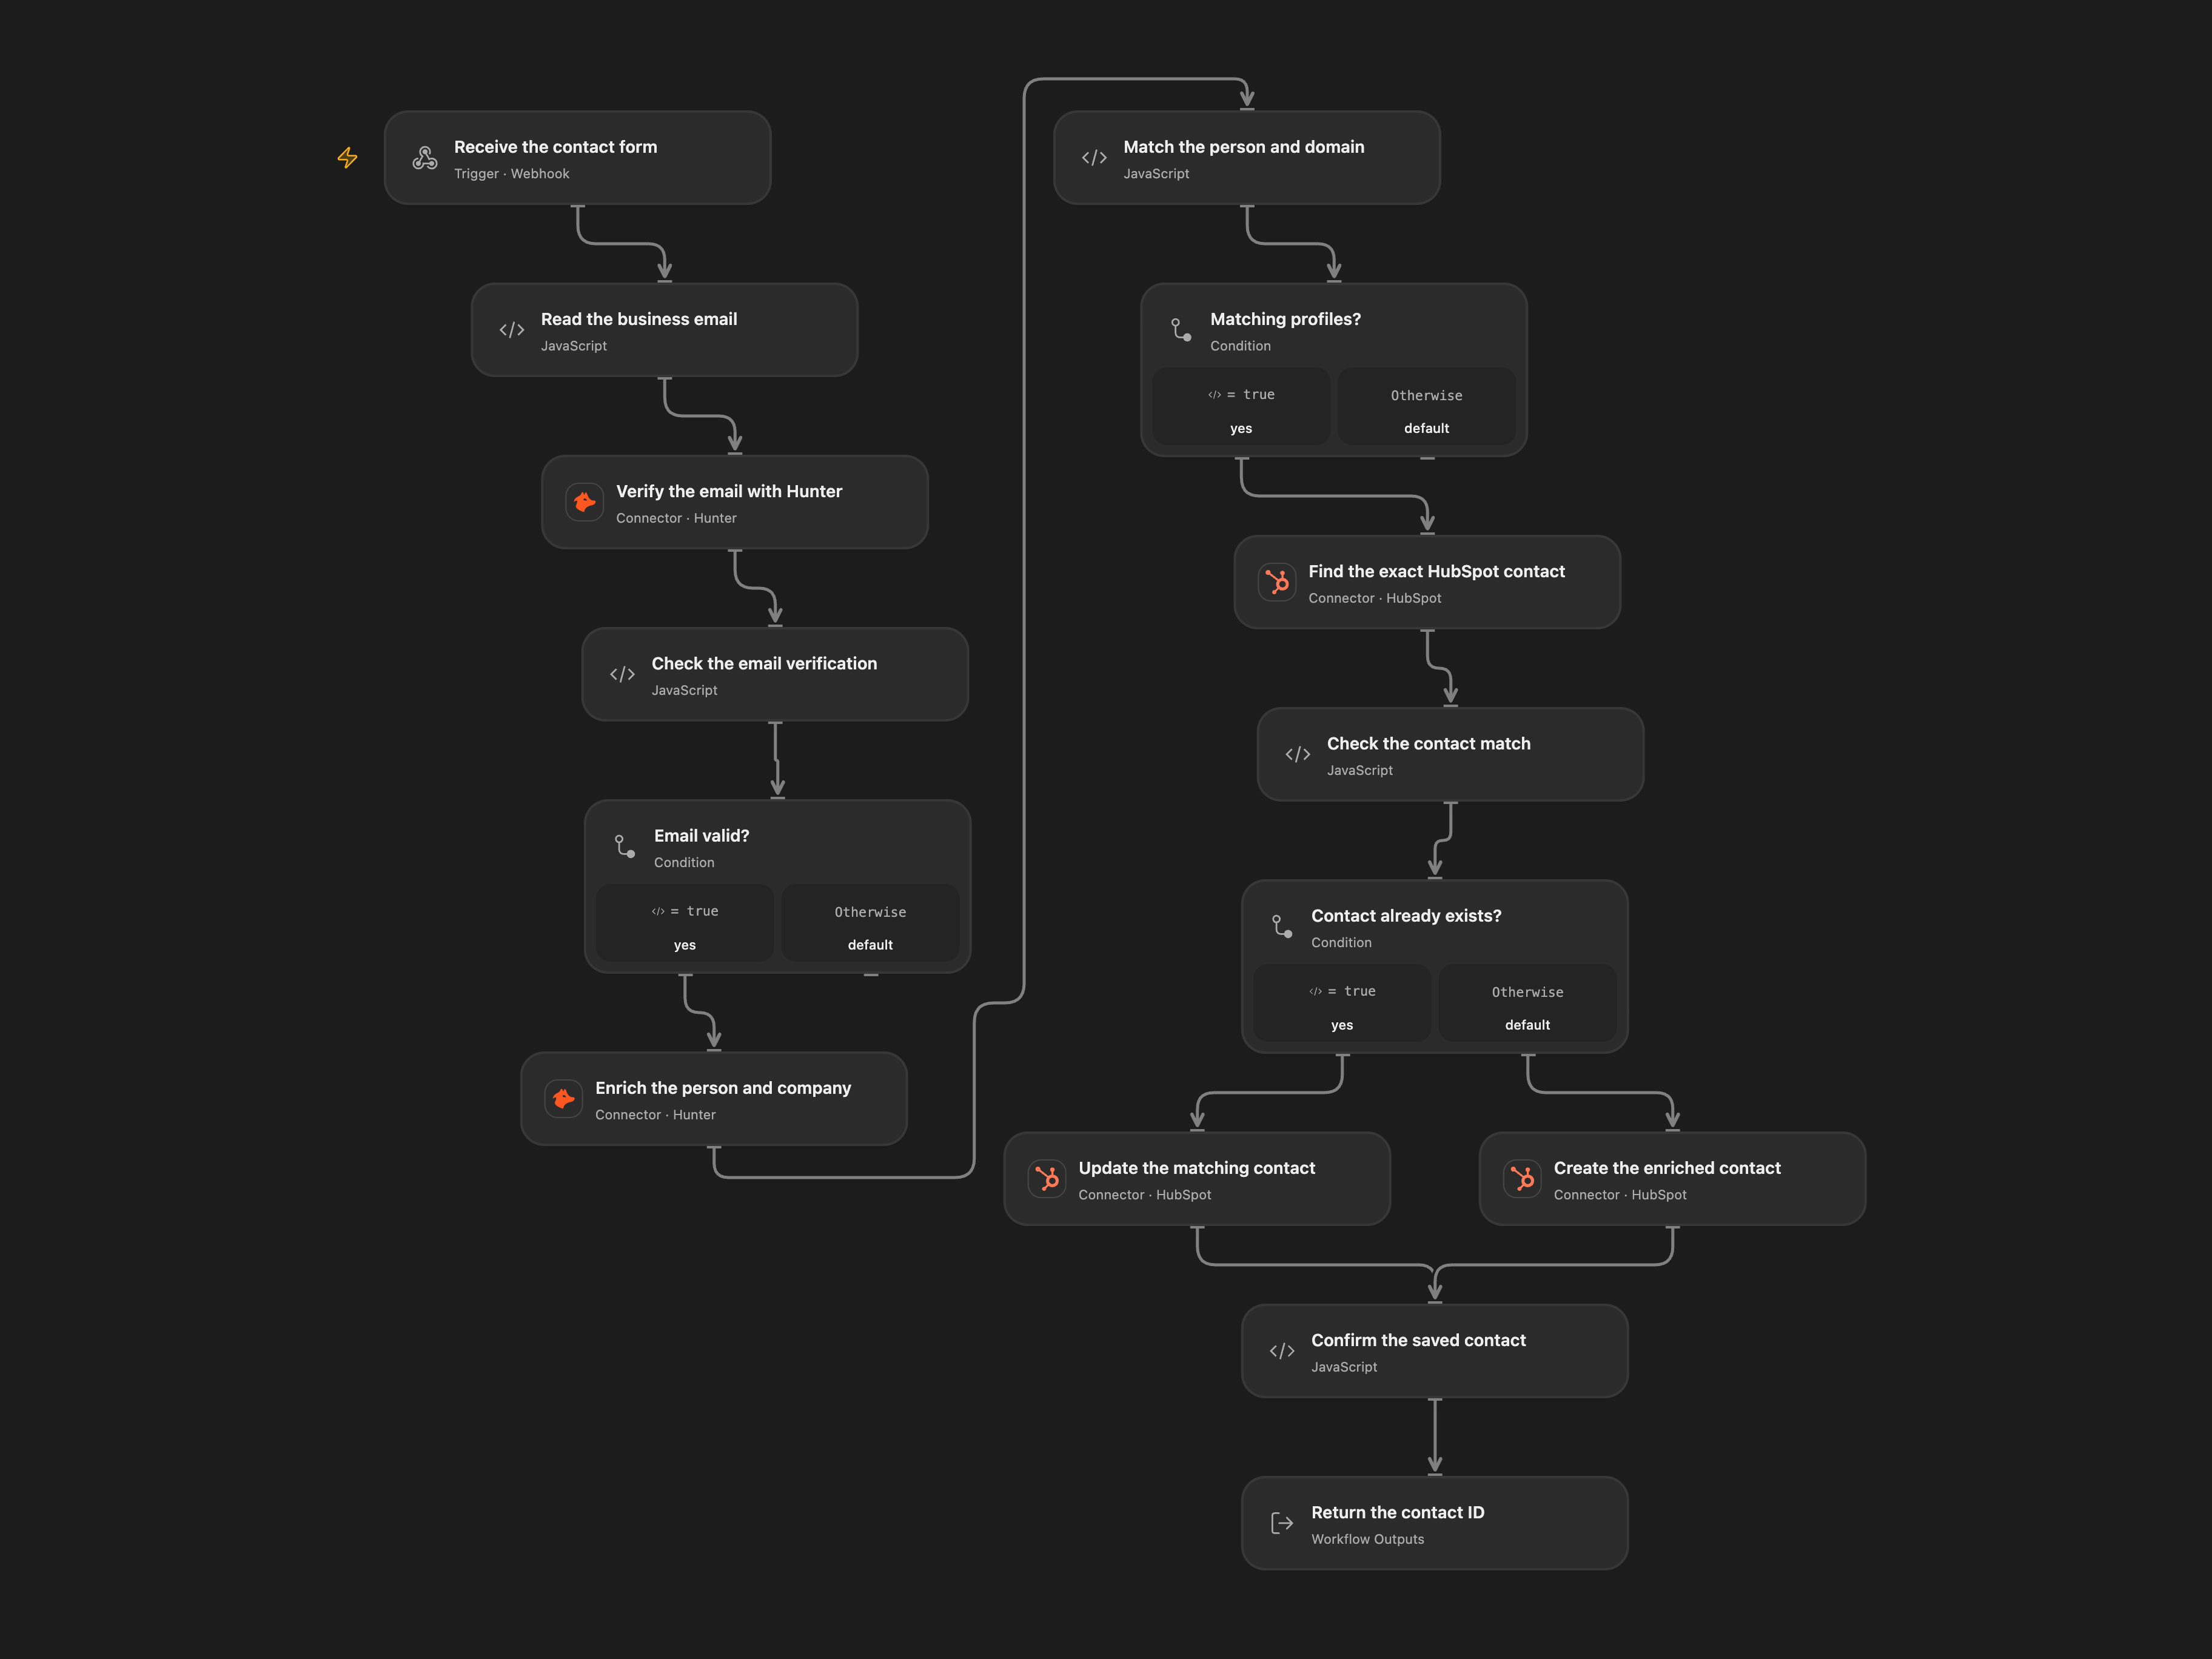 Receive the contact form
Trigger · Webhook
Read the business email
JavaScript
Verify the email with Hunter
Connector · Hunter
Check the email verification
JavaScript
Email valid?
Condition
</> = true
Otherwise
yes
default
Enrich the person and company
Connector · Hunter
Match the person and domain
JavaScript
Matching profiles?
Condition
</> = true
Otherwise
yes
default
Find the exact HubSpot contact
Connector · HubSpot
Check the contact match
JavaScript
Contact already exists?
Condition
</> = true
Otherwise
yes
default
Update the matching contact
Connector · HubSpot
Create the enriched contact
Connector · HubSpot
Confirm the saved contact
JavaScript
Return the contact ID
Workflow Outputs